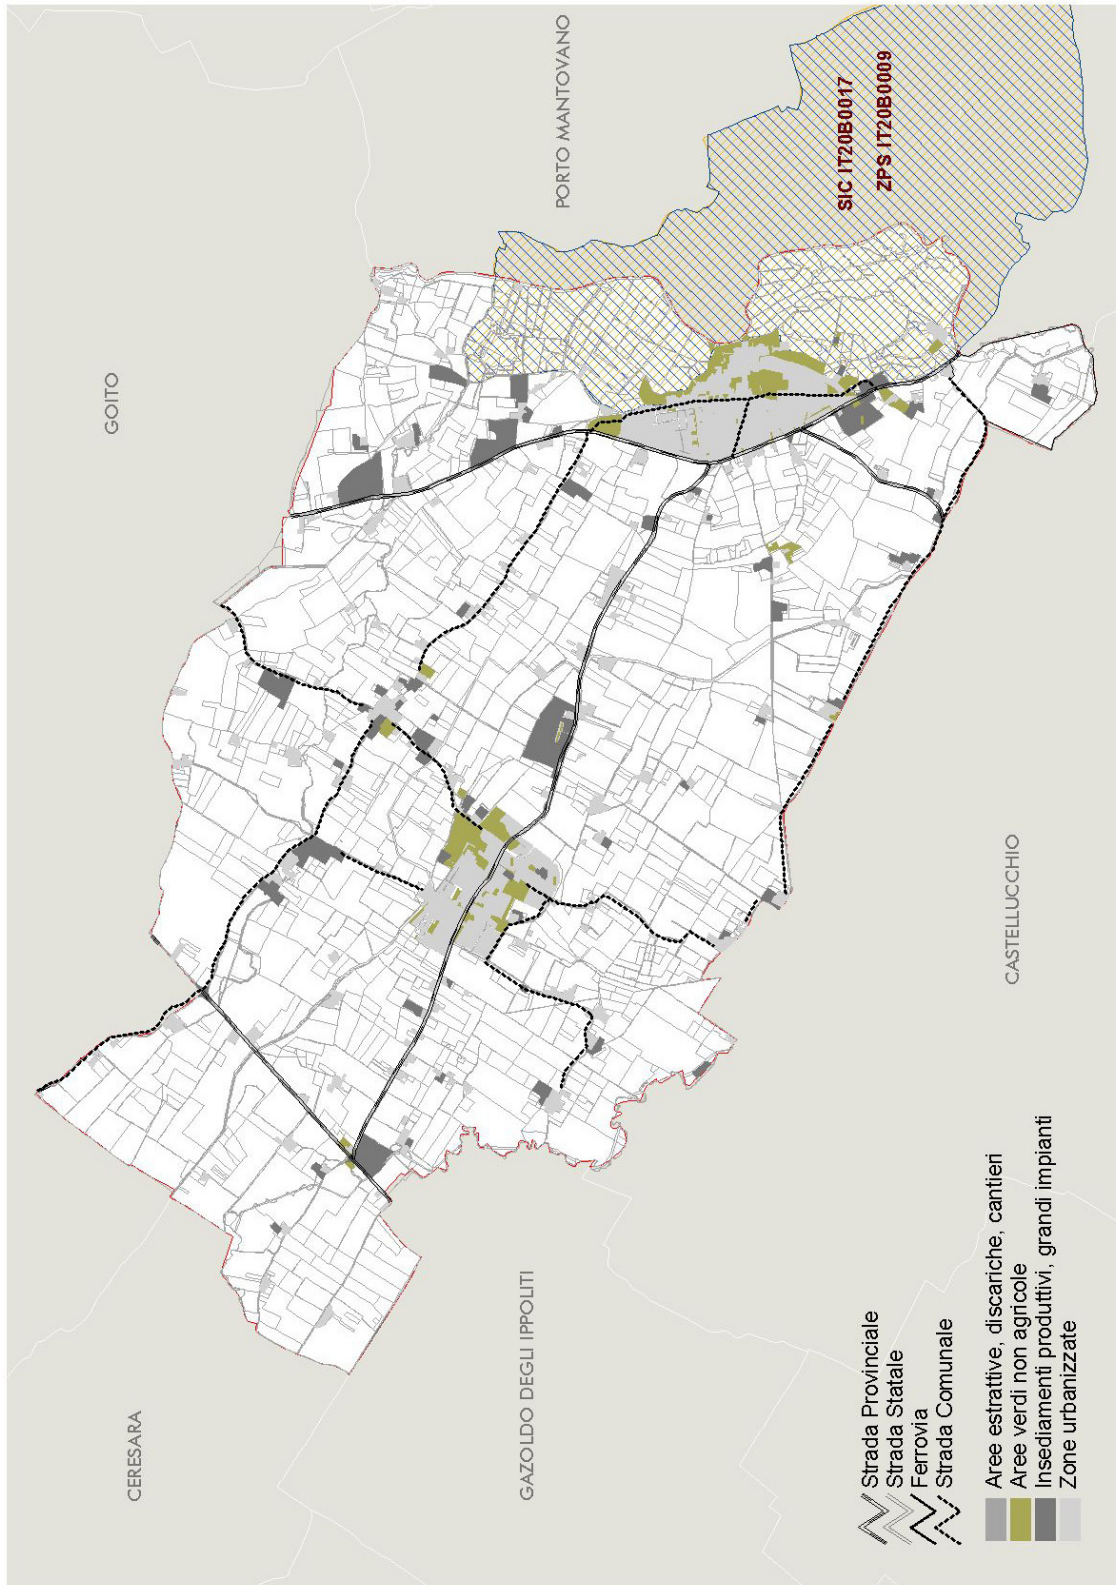 CERESARA
GOITO
PORTO MANTOVANO
SIC IT20B0017
ZPS IT20B0009
GAZOLDO DEGLI IPPOLITI
CASTELLUCCHIO
Strada Provinciale
Strada Statale
Ferrovia
Strada Comunale
Aree estrattive, discariche, cantieri
Aree verdi non agricole
Insediamenti produttivi, grandi impianti
Zone urbanizzate